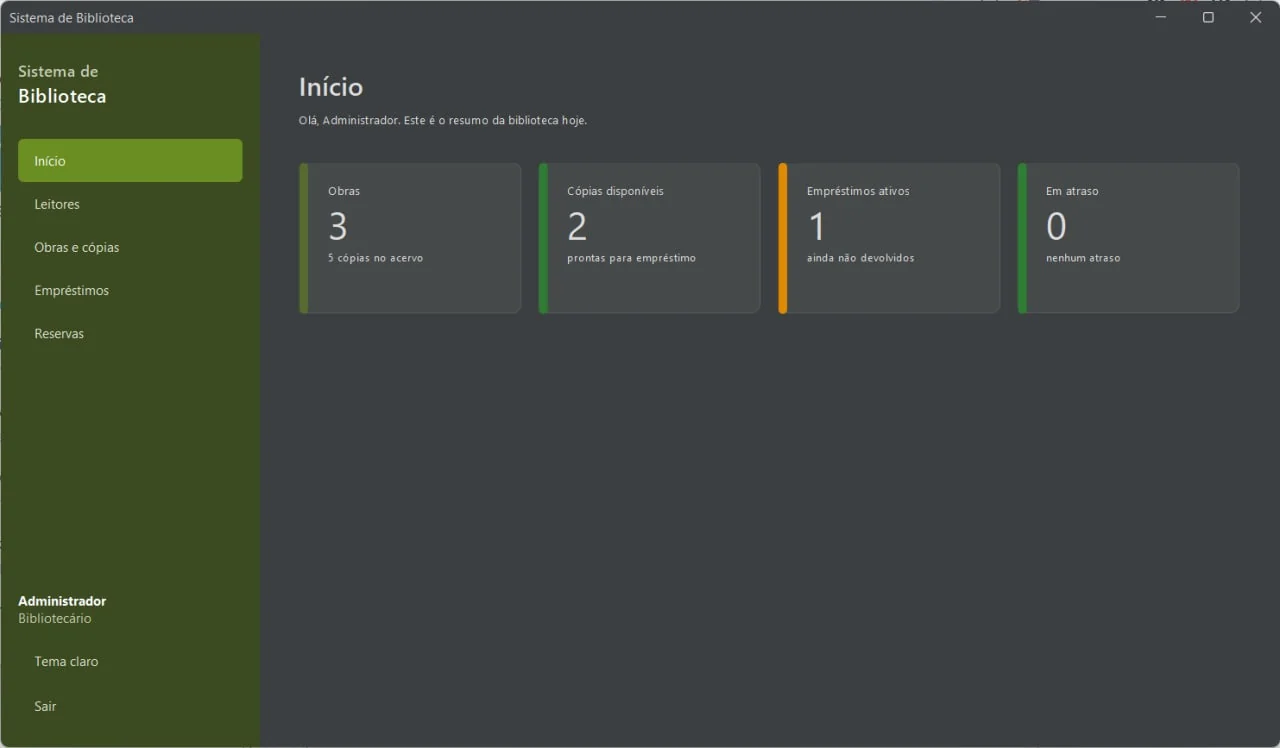 Sistema de Biblioteca
Sistema de
Biblioteca
Início
Leitores
Obras e cópias
Empréstimos
Reservas
Administrador
Bibliotecário
Tema claro
Sair
Início
Olá, Administrador. Este é o resumo da biblioteca hoje.
Obras
3
5 cópias no acervo
Cópias disponíveis
2
prontas para empréstimo
Empréstimos ativos
1
ainda não devolvidos
Em atraso
0
nenhum atraso